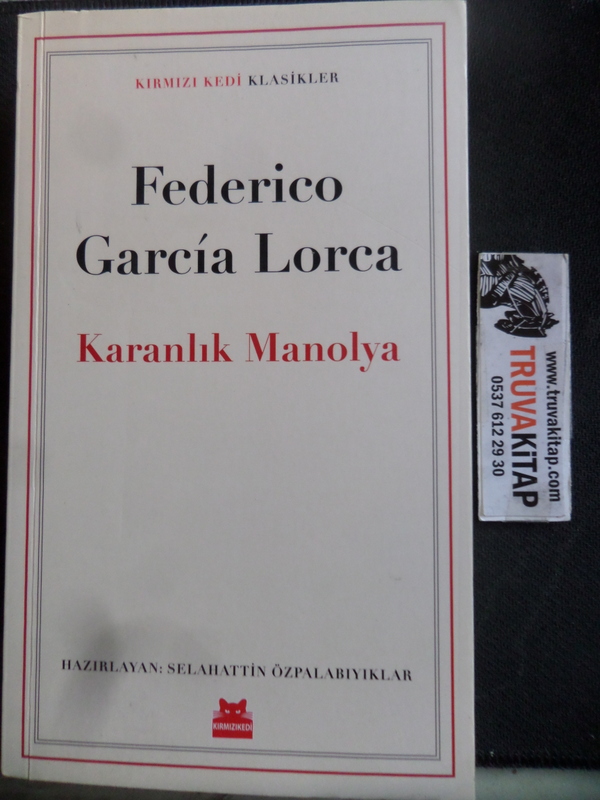 KIRMIZI KEDİ KLASİKLER
Federico
García Lorca
Karanlık Manolya
HAZIRLAYAN: SELAHATTİN ÖZPALABIYIKLAR
KIRMIZIKEDİ
www.truvakitap.com
TRUVAKİTAP
0537 612 29 30